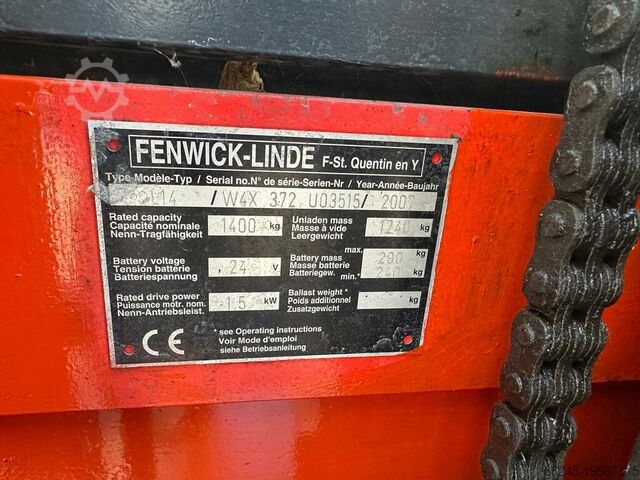 FENWICK-LINDE F-St. Quentin en Y
Type-Modèle-Typ / Serial no.N° de série-Serien-Nr / Year-Année-Baujahr
L14 / W4X 372 U03515 / 2007
Rated capacity
Capacité nominale
Nenn-Tragfähigkeit
1400 kg
Unladen mass
Masse à vide
Leergewicht
1240 kg
Battery voltage
Tension batterie
Batteriespannung
24 v
Battery mass
Masse batterie
Batteriegew.
max.
290 kg
min.*
240 kg
Rated drive power
Puissance motr. nom.
Nenn-Antriebsleist.
1 5 kW
Ballast weight *
Poids additionnel
Zusatzgewicht
kg
CE
*see Operating instructions
Voir Mode d'emploi
siehe Betriebsanleitung